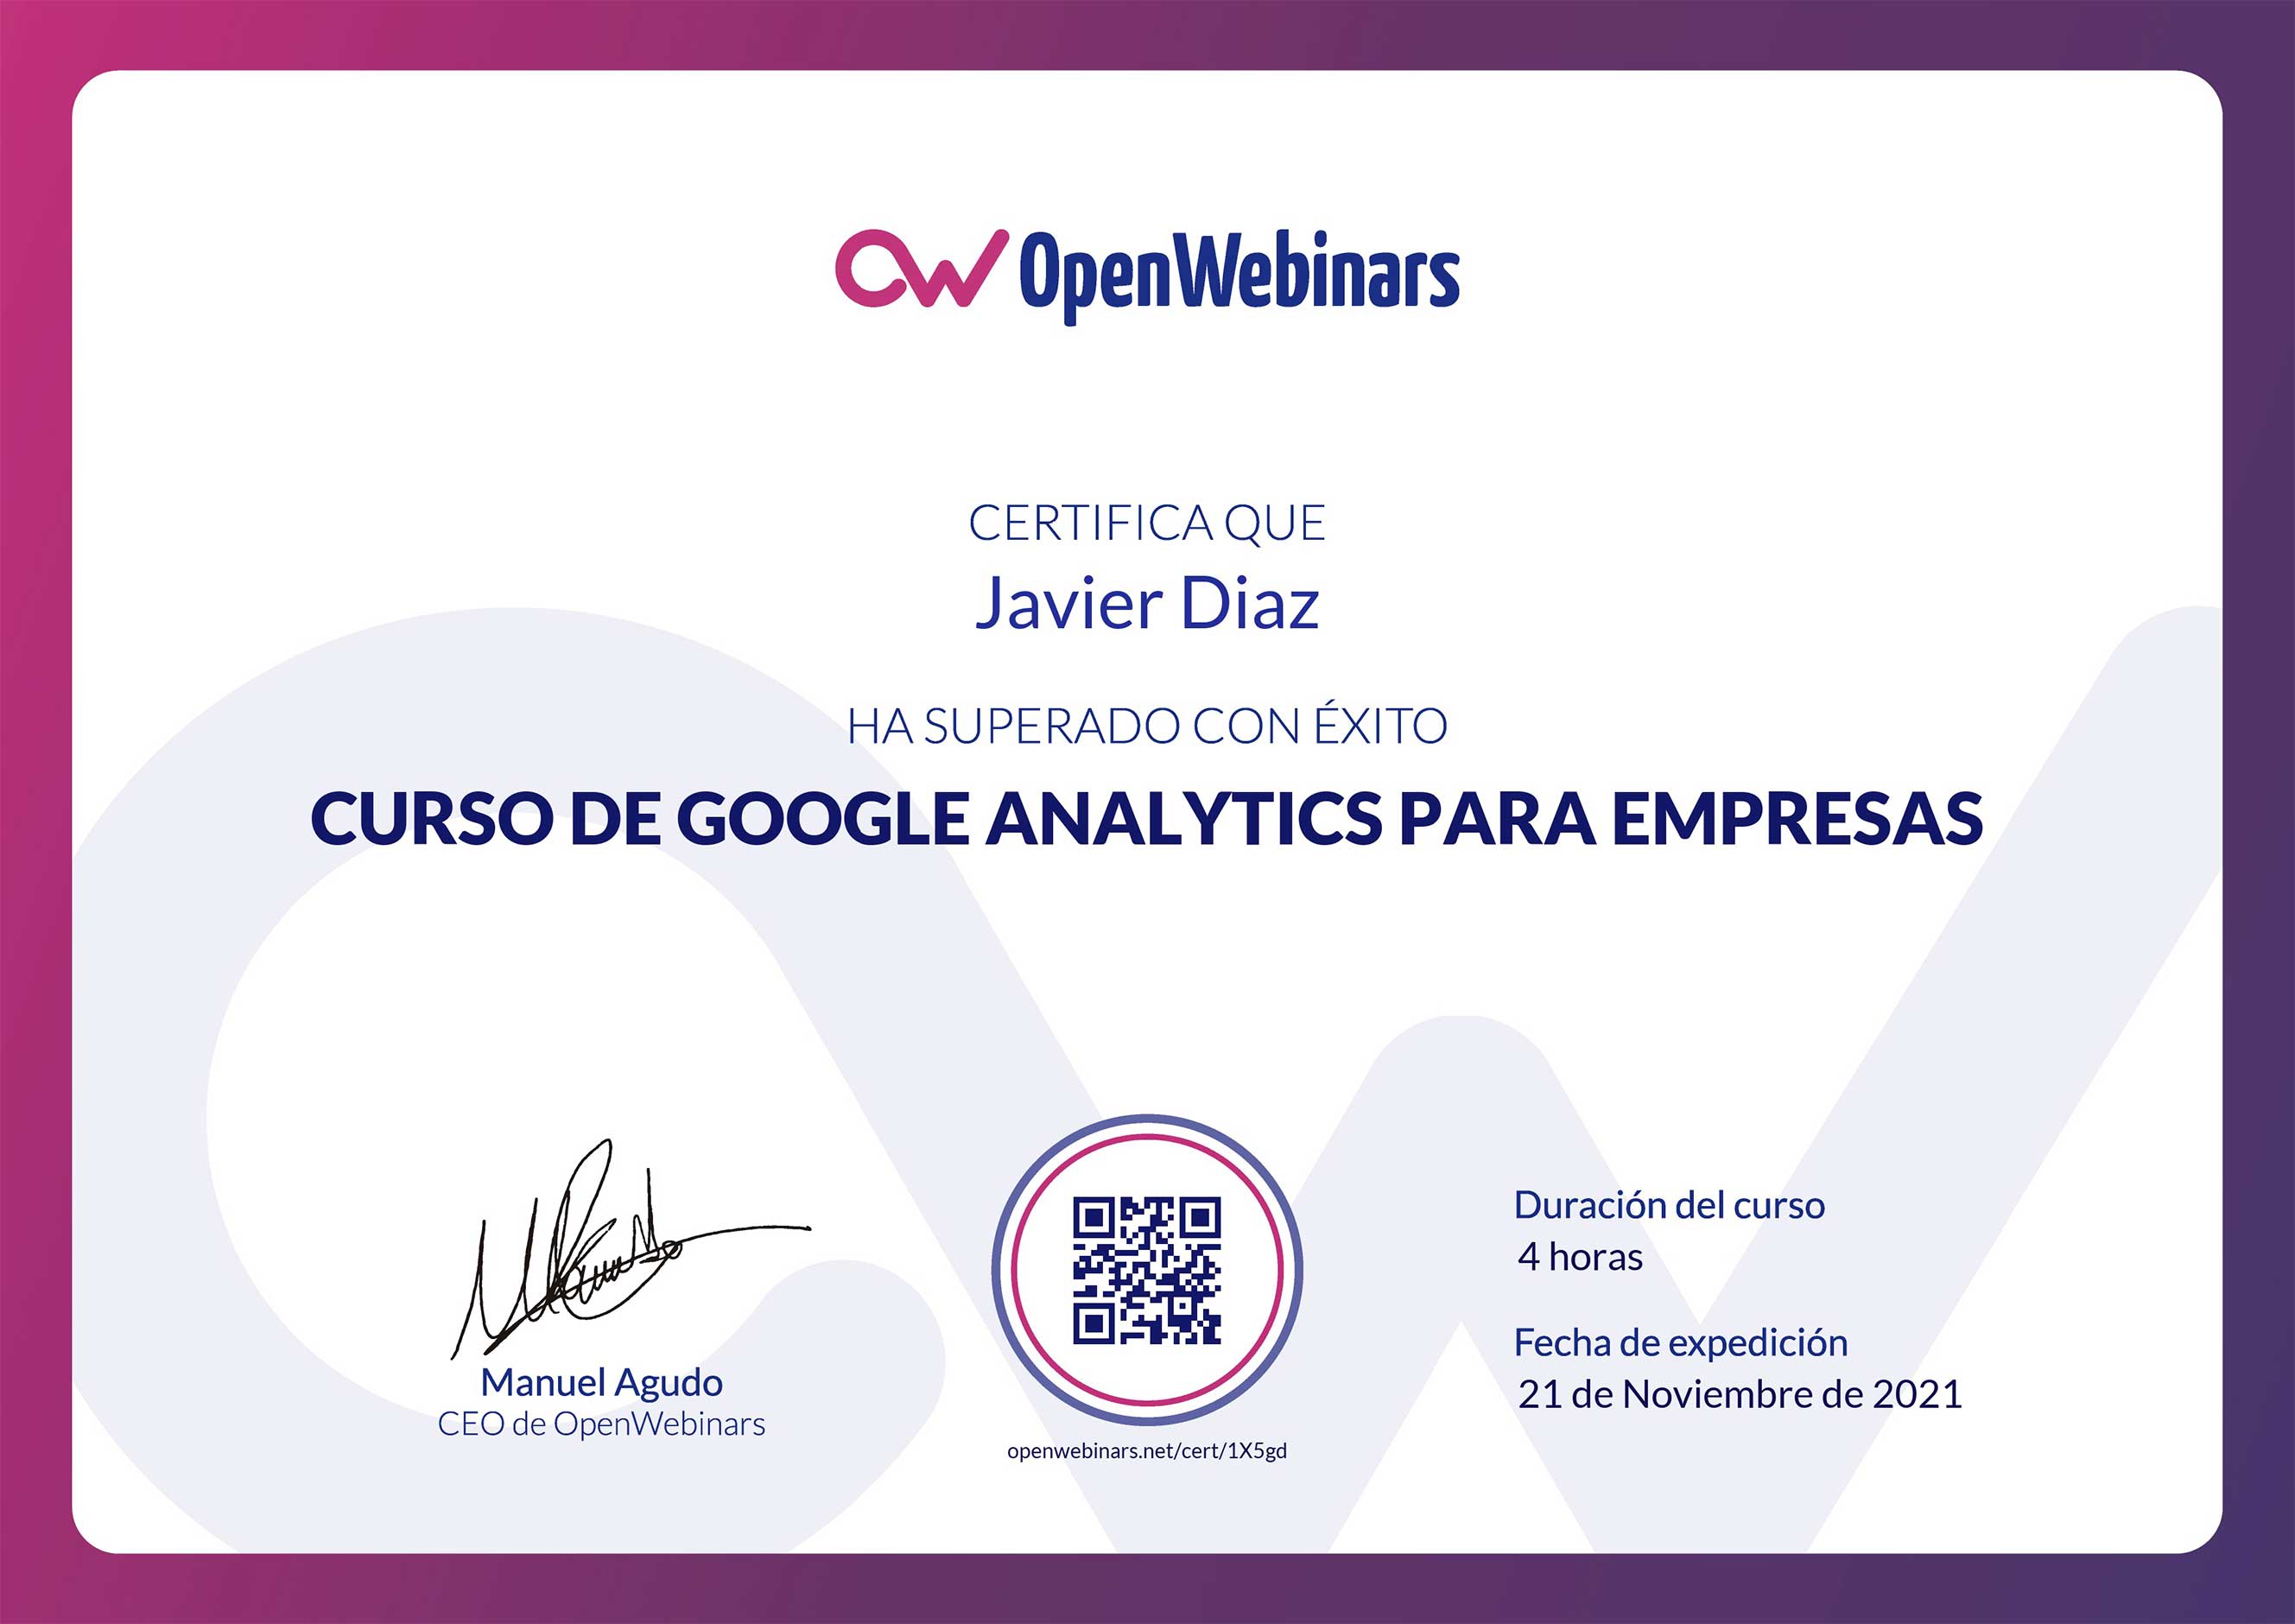 OpenWebinars
CERTIFICA QUE
Javier Diaz
HA SUPERADO CON ÉXITO
CURSO DE GOOGLE ANALYTICS PARA EMPRESAS
Manuel Agudo
CEO de OpenWebinars
openwebinars.net/cert/1X5gd
Duración del curso
4 horas
Fecha de expedición
21 de Noviembre de 2021